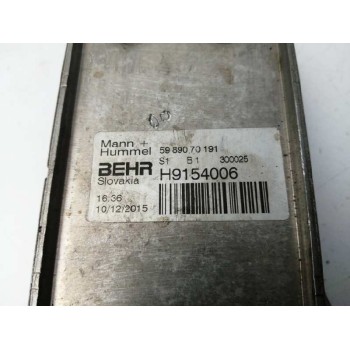 Mann +
Hummel 59 890 70 191
S1 B1 300025
BEHR H9154006
Slovakia
16:36
10/12/2015